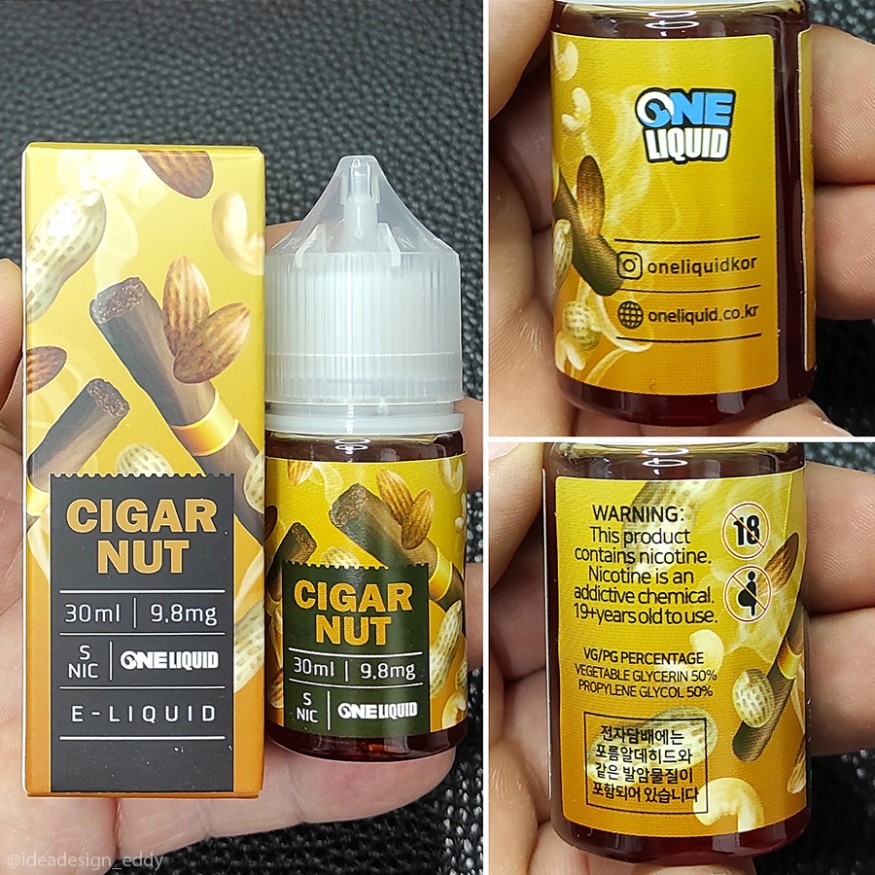 CIGAR
NUT
30ml | 9.8mg
S
NIC | ONE LIQUID
E-LIQUID
CIGAR
NUT
30ml | 9.8mg
S
NIC | ONE LIQUID
@ideadesign_eddy
ONE
LIQUID
oneliquidkor
oneliquid.co.kr
WARNING:
This product
contains nicotine.
Nicotine is an
addictive chemical.
19+years old to use.
18
VG/PG PERCENTAGE
VEGETABLE GLYCERIN 50%
PROPYLENE GLYCOL 50%
전자담배에는
포름알데히드와
같은 발암물질이
포함되어 있습니다